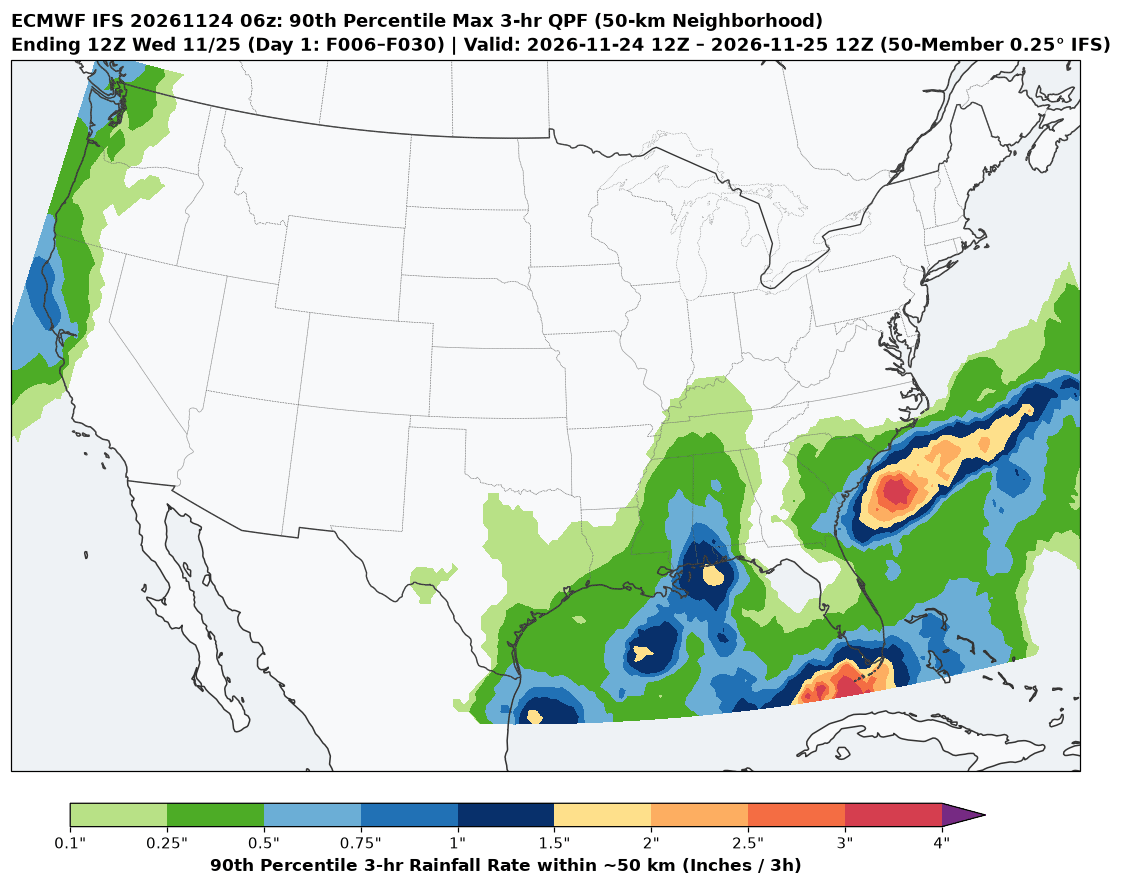 ECMWF IFS 20261124 06z: 90th Percentile Max 3-hr QPF (50-km Neighborhood)
Ending 12Z Wed 11/25 (Day 1: F006–F030) | Valid: 2026-11-24 12Z – 2026-11-25 12Z (50-Member 0.25° IFS)
0.1" 0.25" 0.5" 0.75" 1" 1.5" 2" 2.5" 3" 4"
90th Percentile 3-hr Rainfall Rate within ~50 km (Inches / 3h)